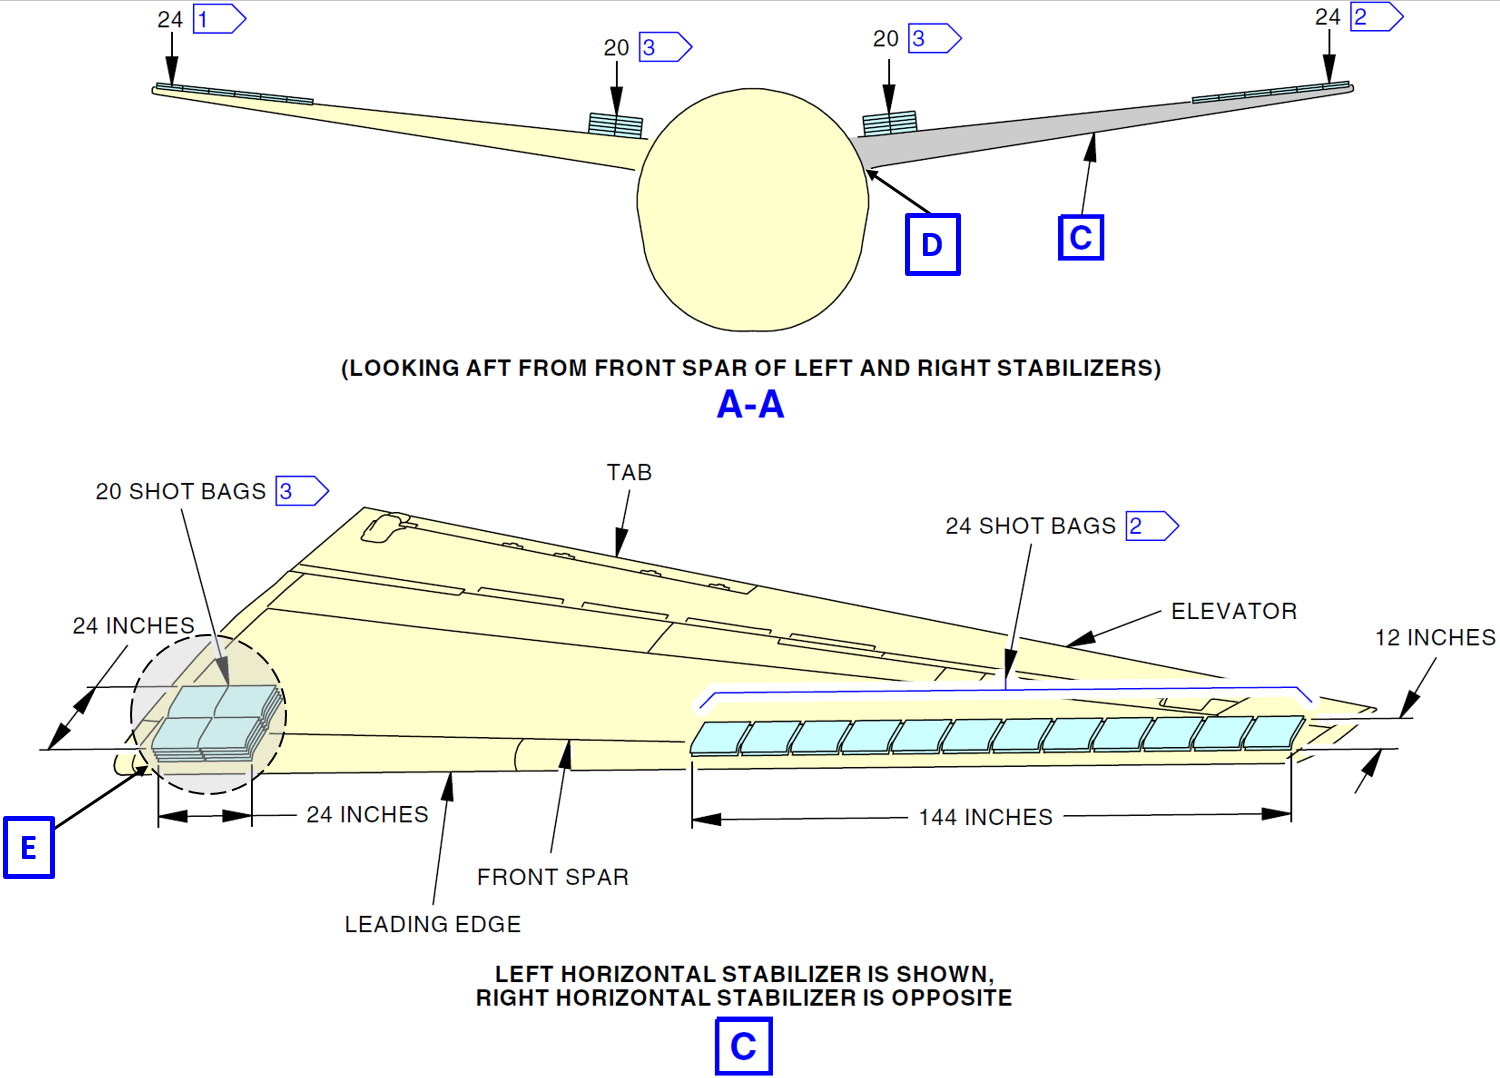 24 1
20 3
20 3
24 2
D
C
(LOOKING AFT FROM FRONT SPAR OF LEFT AND RIGHT STABILIZERS)
A-A
TAB
20 SHOT BAGS 3
24 SHOT BAGS 2
ELEVATOR
24 INCHES
12 INCHES
24 INCHES
144 INCHES
E
FRONT SPAR
LEADING EDGE
LEFT HORIZONTAL STABILIZER IS SHOWN,
RIGHT HORIZONTAL STABILIZER IS OPPOSITE
C